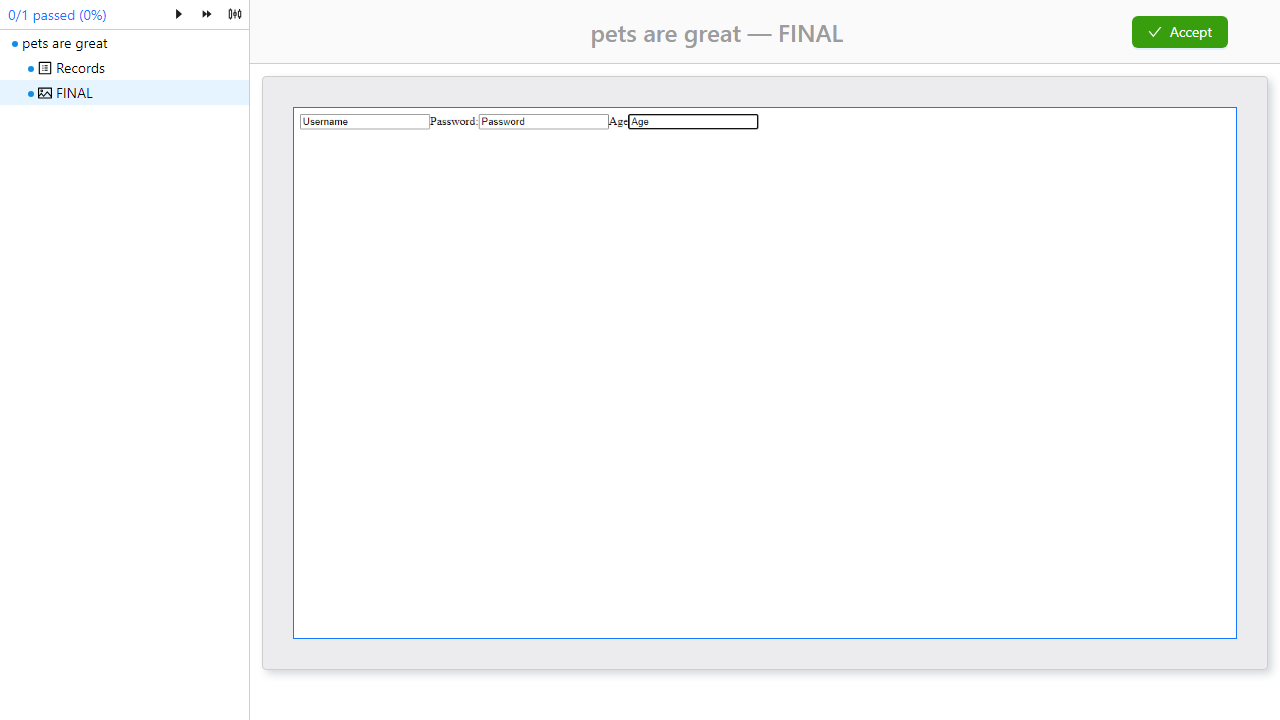 0/1 passed (0%)
pets are great
Records
FINAL
pets are great — FINAL
Accept
Username Password: Password Age Age